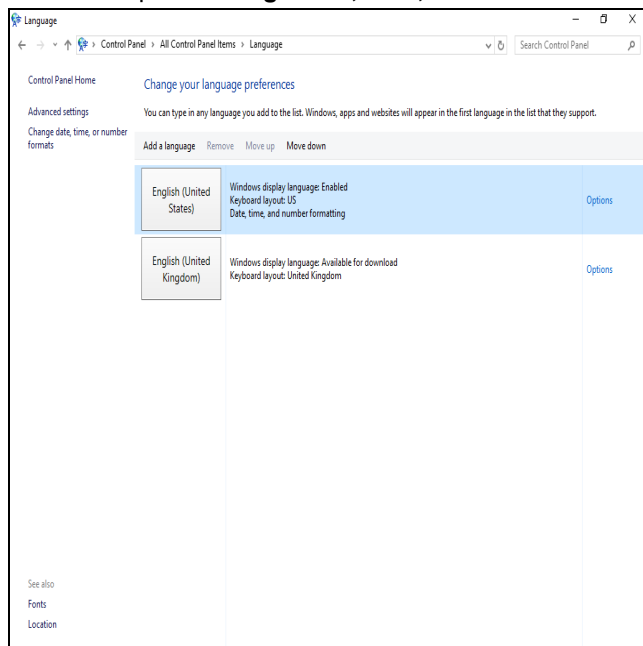 Language
Control Panel > All Control Panel Items > Language
Search Control Panel
Control Panel Home
Advanced settings
Change date, time, or number
formats
Change your language preferences
You can type in any language you add to the list. Windows, apps and websites will appear in the first language in the list that they support.
Add a language Remove Move up Move down
English (United
States)
Windows display language: Enabled
Keyboard layout: US
Date, time, and number formatting
Options
English (United
Kingdom)
Windows display language: Available for download
Keyboard layout: United Kingdom
Options
See also
Fonts
Location